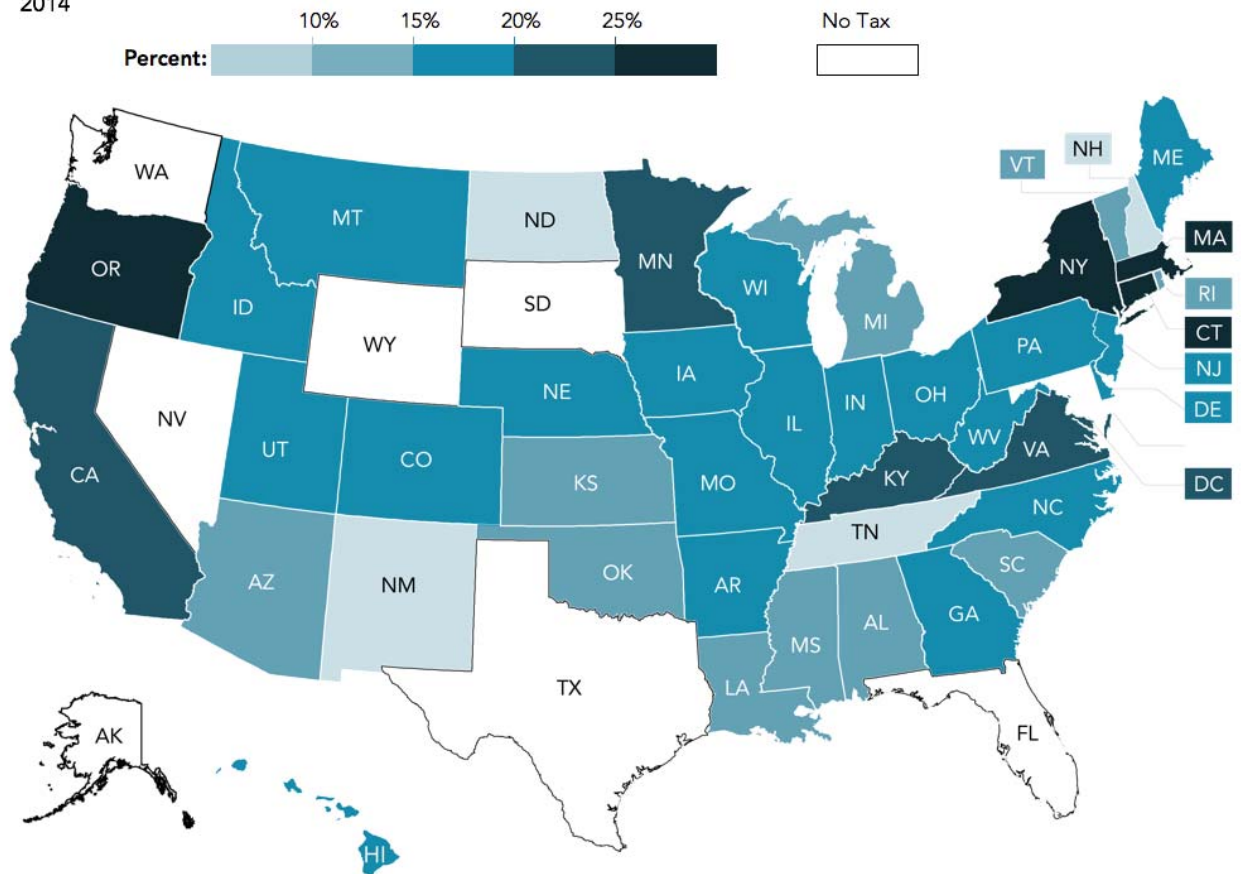 2014
10% 15% 20% 25% No Tax
Percent:
WA
NH
ME
VT
MT
ND
MA
OR
MN
NY
ID
SD
WI
RI
WY
MI
CT
PA
NJ
NE
IA
OH
DE
NV
UT
CO
IL
IN
WV
VA
CA
KS
MO
KY
DC
NC
TN
AZ
NM
OK
AR
SC
MS
AL
GA
TX
LA
AK
FL
HI